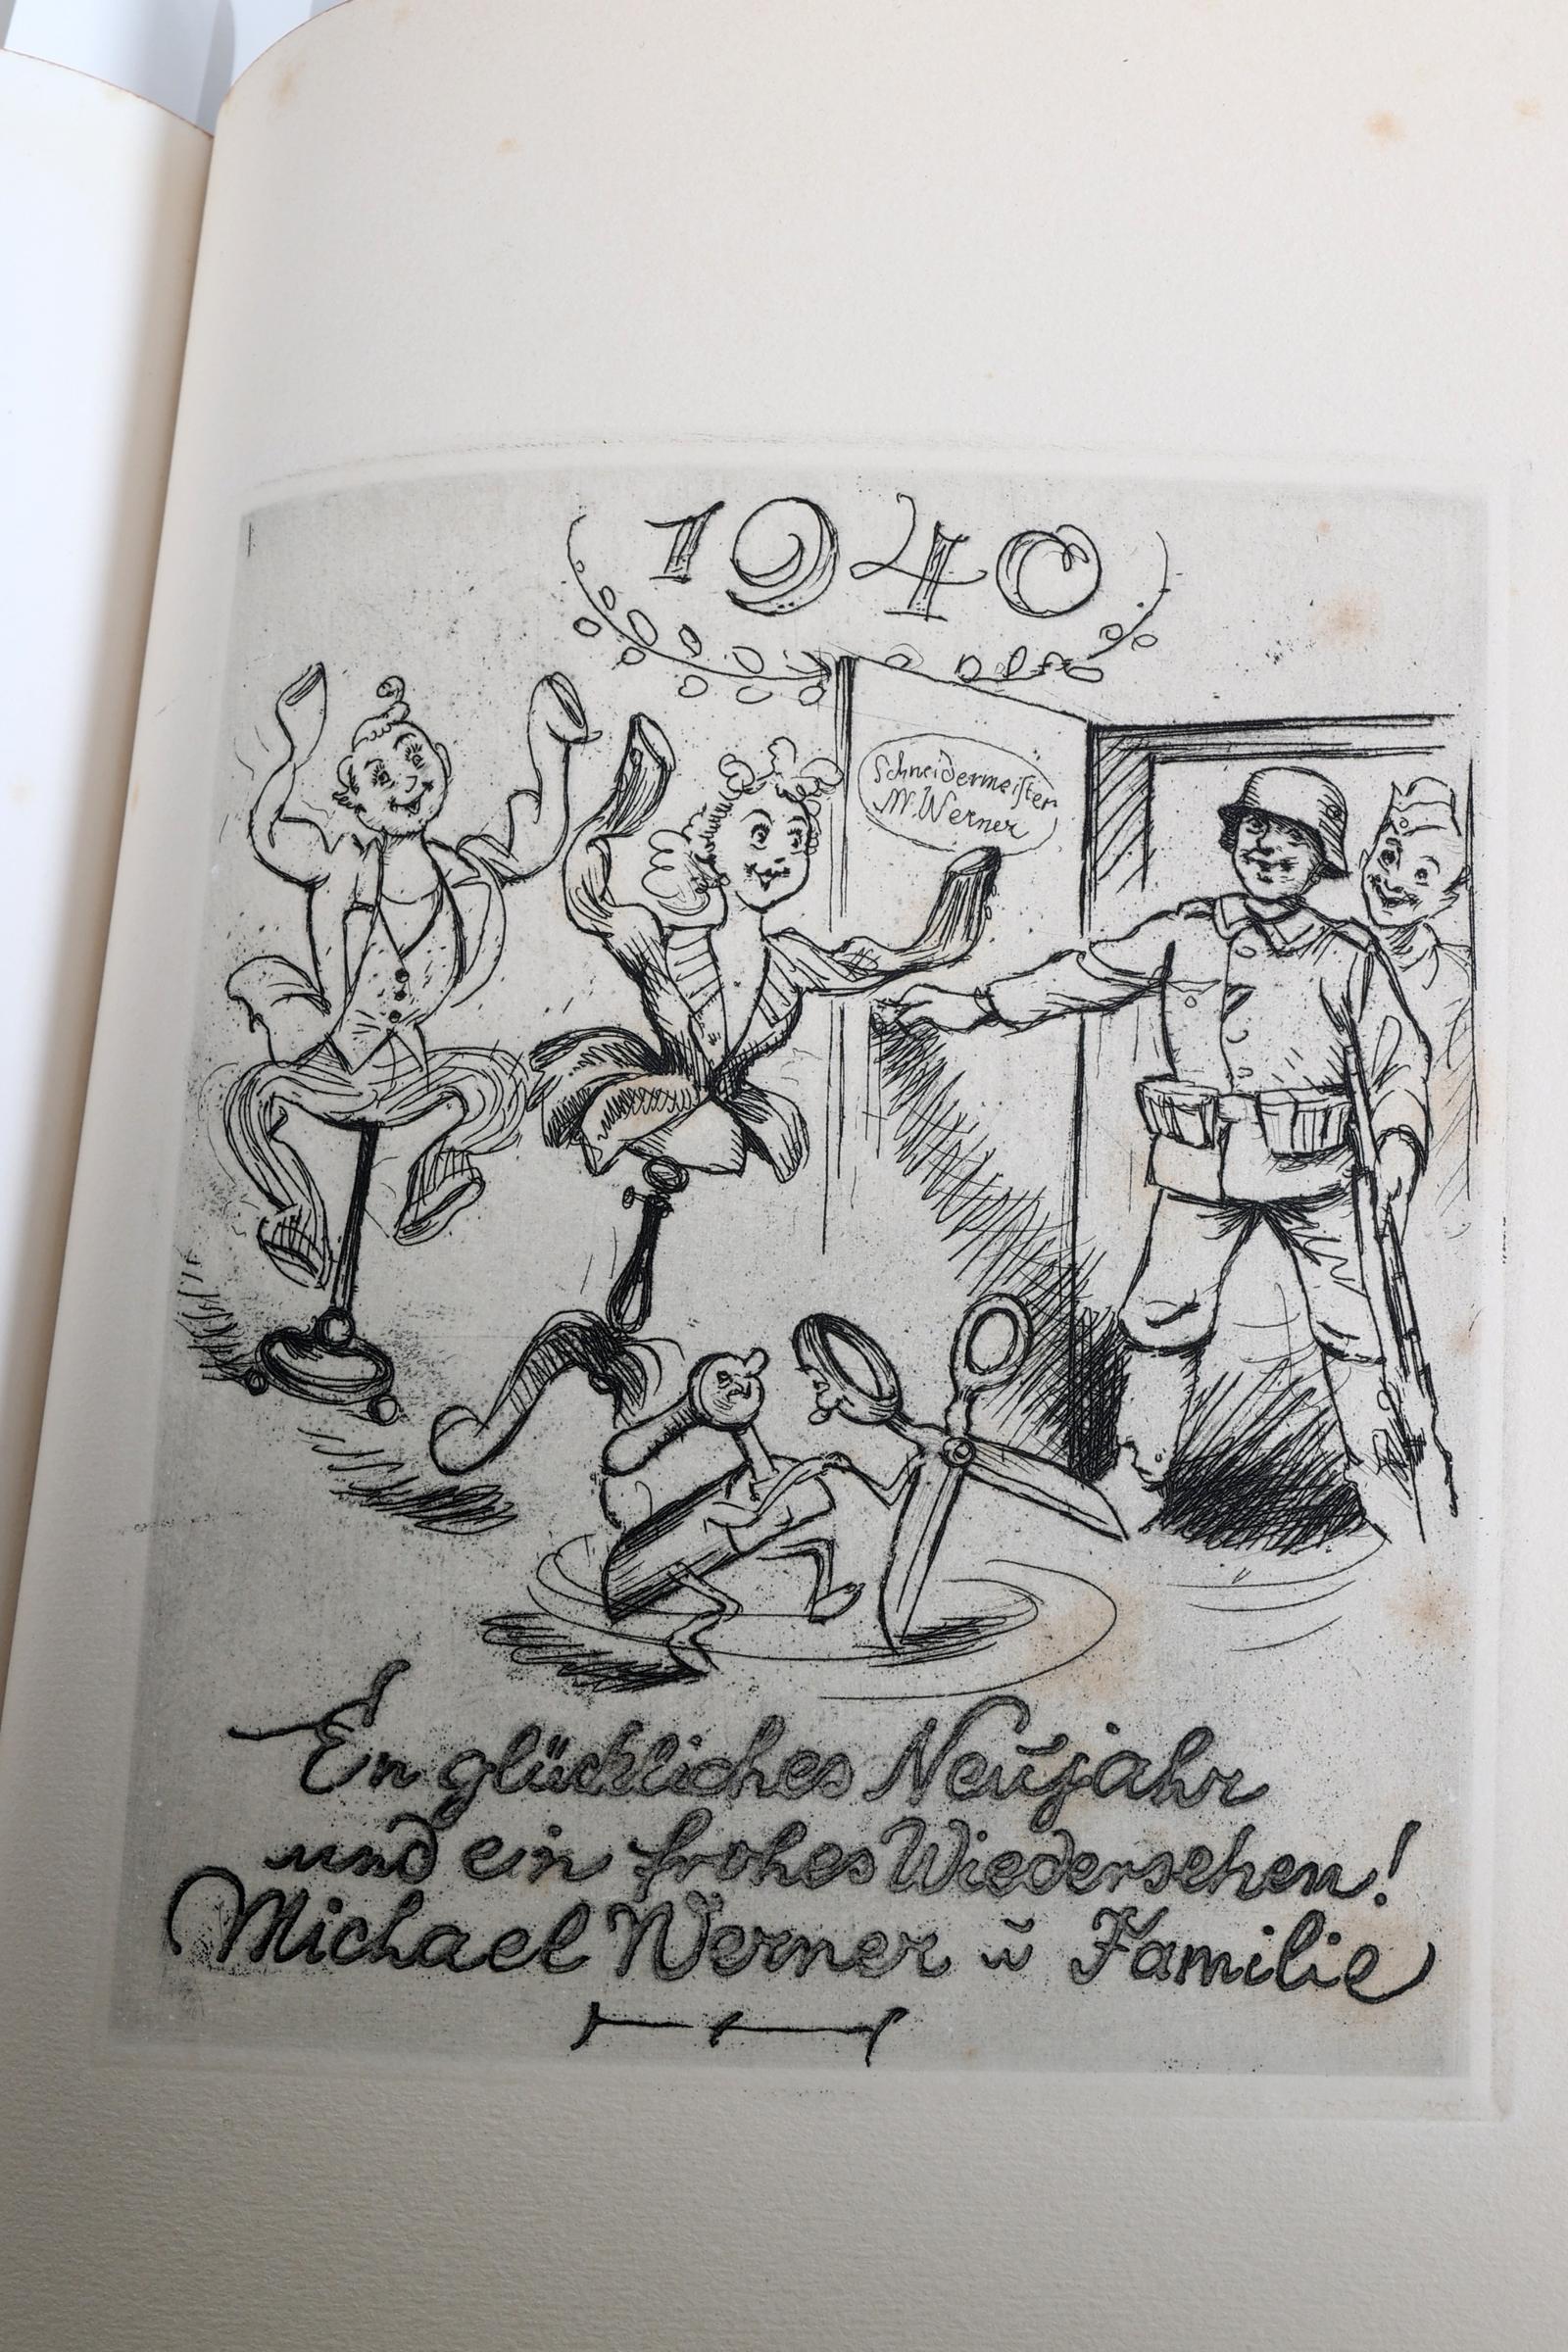 1940
Schneidermeister
M. Werner
Ein glückliches Neujahr
und ein frohes Wiedersehen!
Michael Werner u Familie